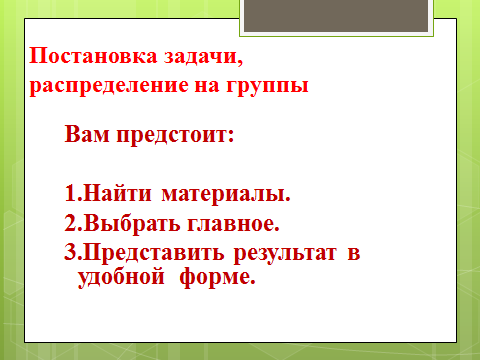 Постановка задачи,
распределение на группы
Вам предстоит:
1.Найти материалы.
2.Выбрать главное.
3.Представить результат в
удобной форме.